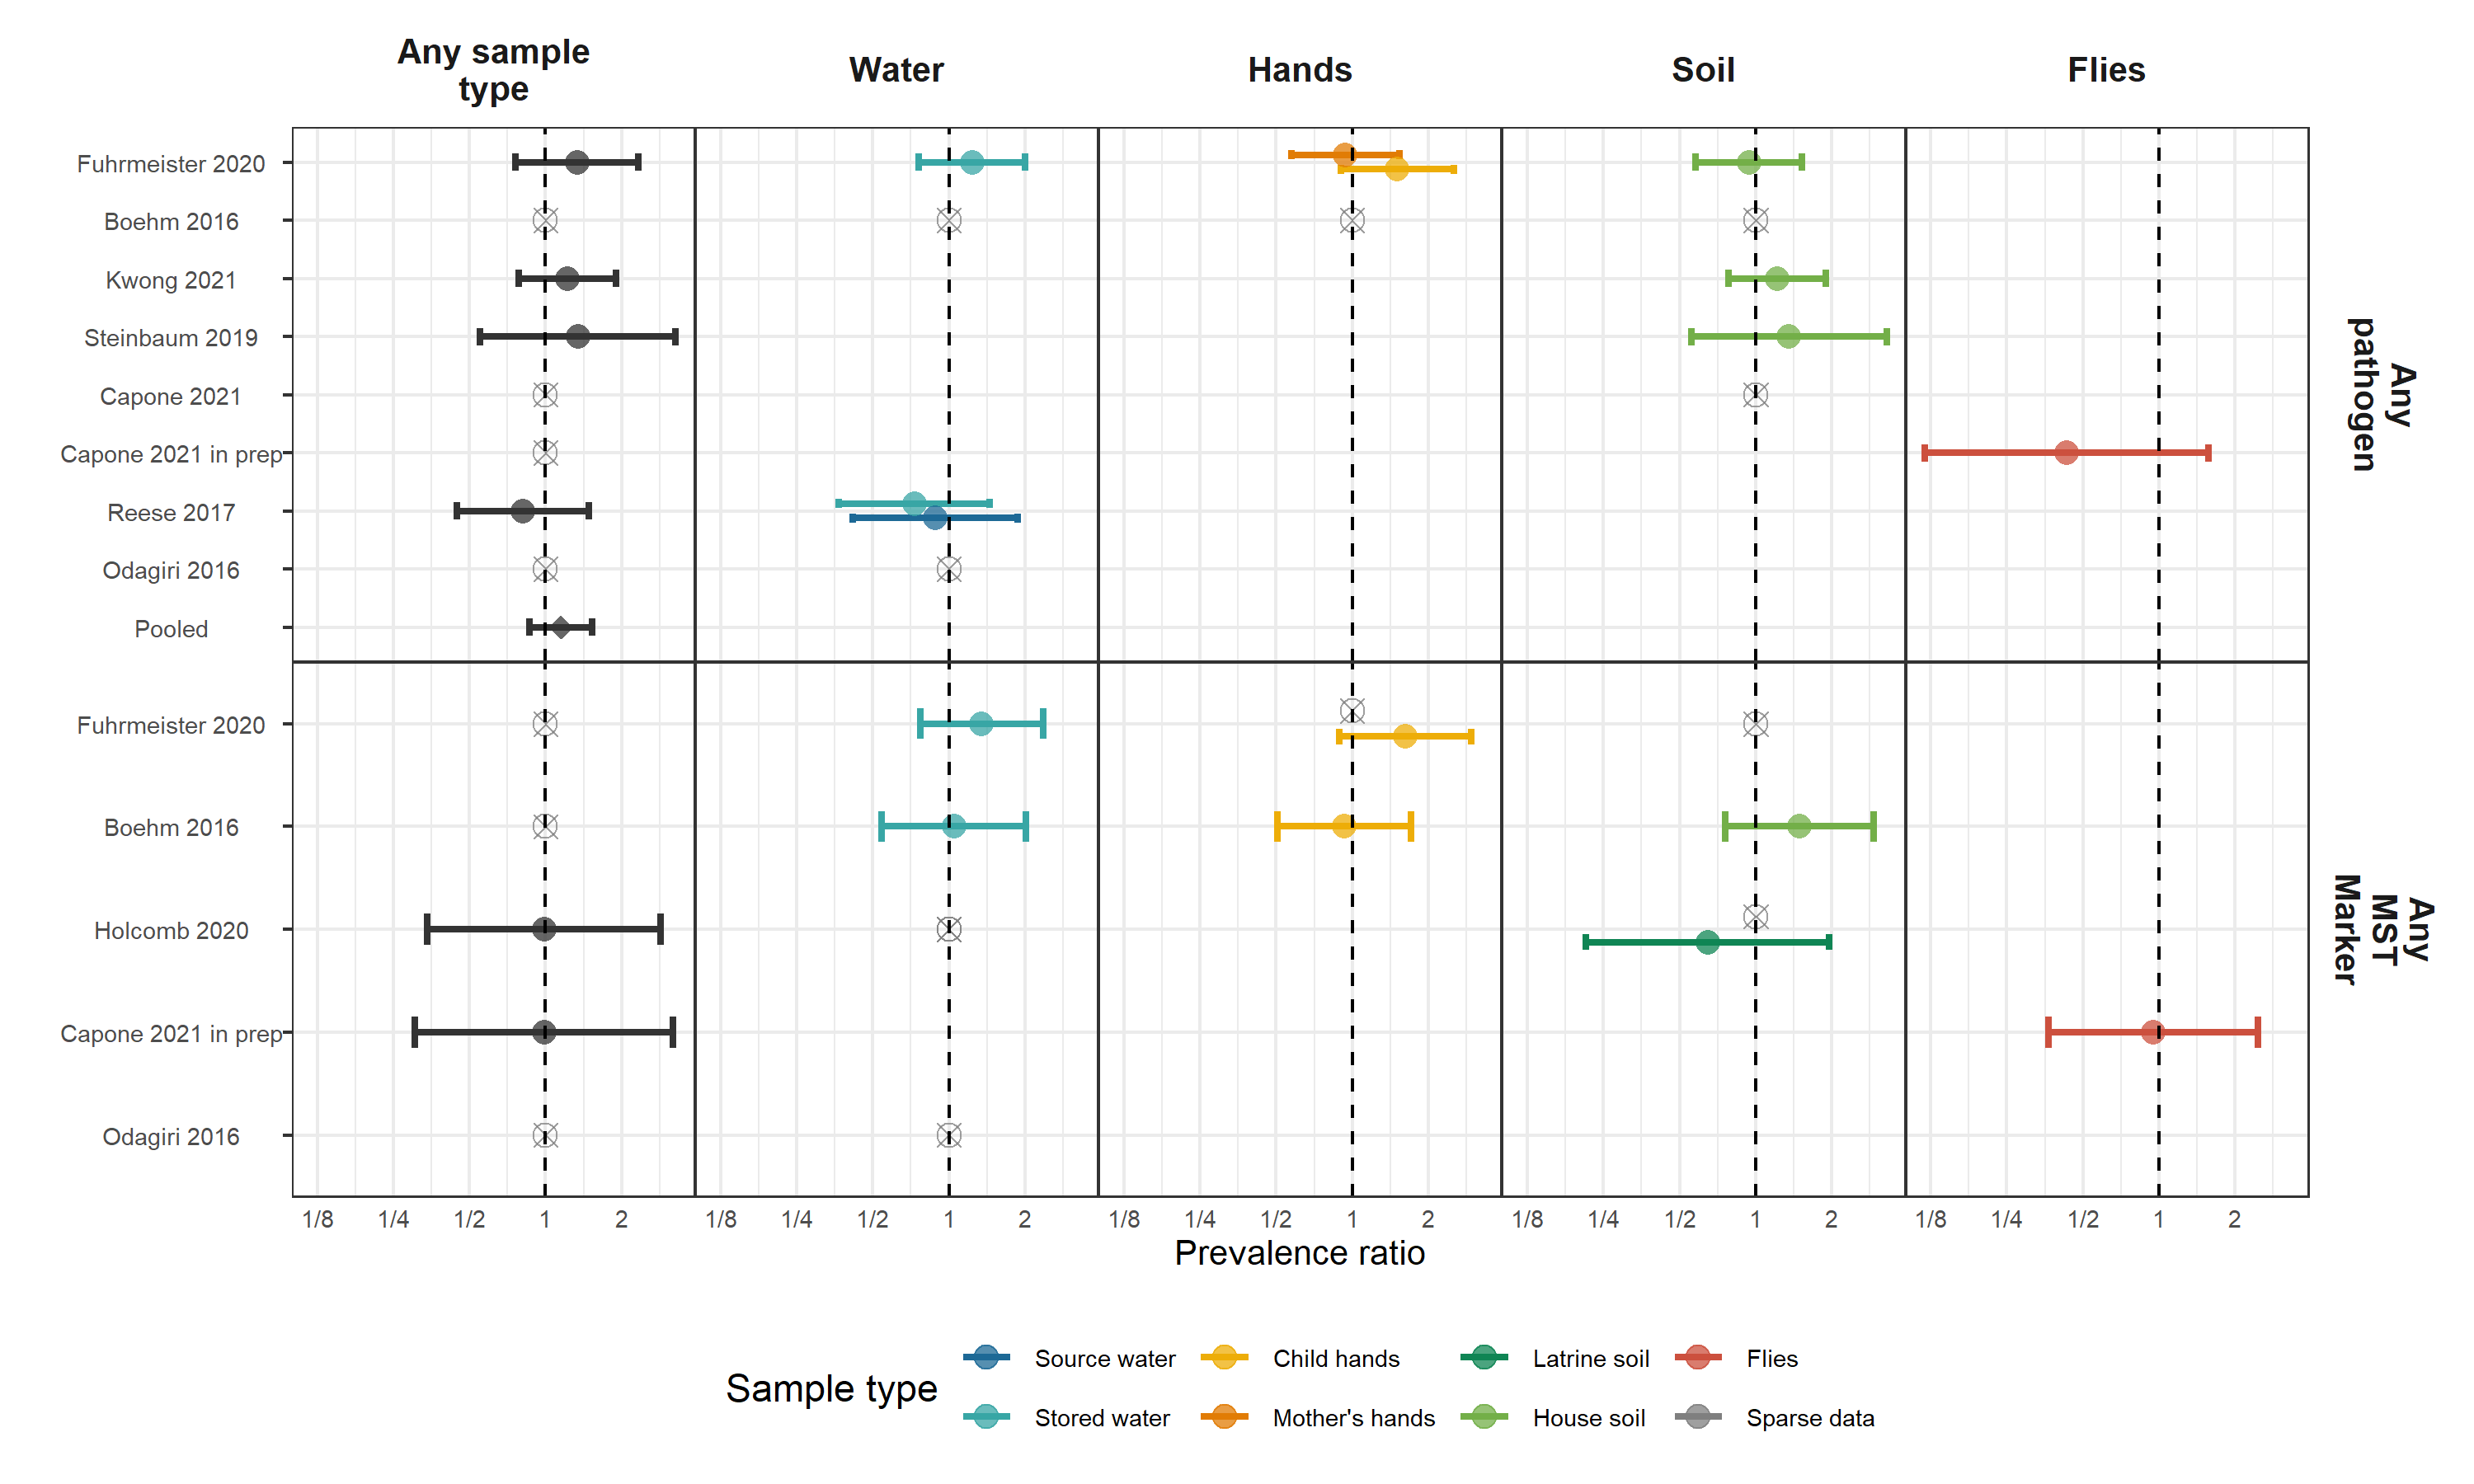 Any sample
type
Water
Hands
Soil
Flies
Fuhrmeister 2020
Boehm 2016
Kwong 2021
Steinbaum 2019
Capone 2021
Capone 2021 in prep
Reese 2017
Odagiri 2016
Pooled
Any
pathogen
Fuhrmeister 2020
Boehm 2016
Holcomb 2020
Capone 2021 in prep
Odagiri 2016
Any
MST
Marker
1/8 1/4 1/2 1 2 1/8 1/4 1/2 1 2 1/8 1/4 1/2 1 2 1/8 1/4 1/2 1 2 1/8 1/4 1/2 1 2
Prevalence ratio
Sample type
Source water Child hands Latrine soil Flies
Stored water Mother's hands House soil Sparse data